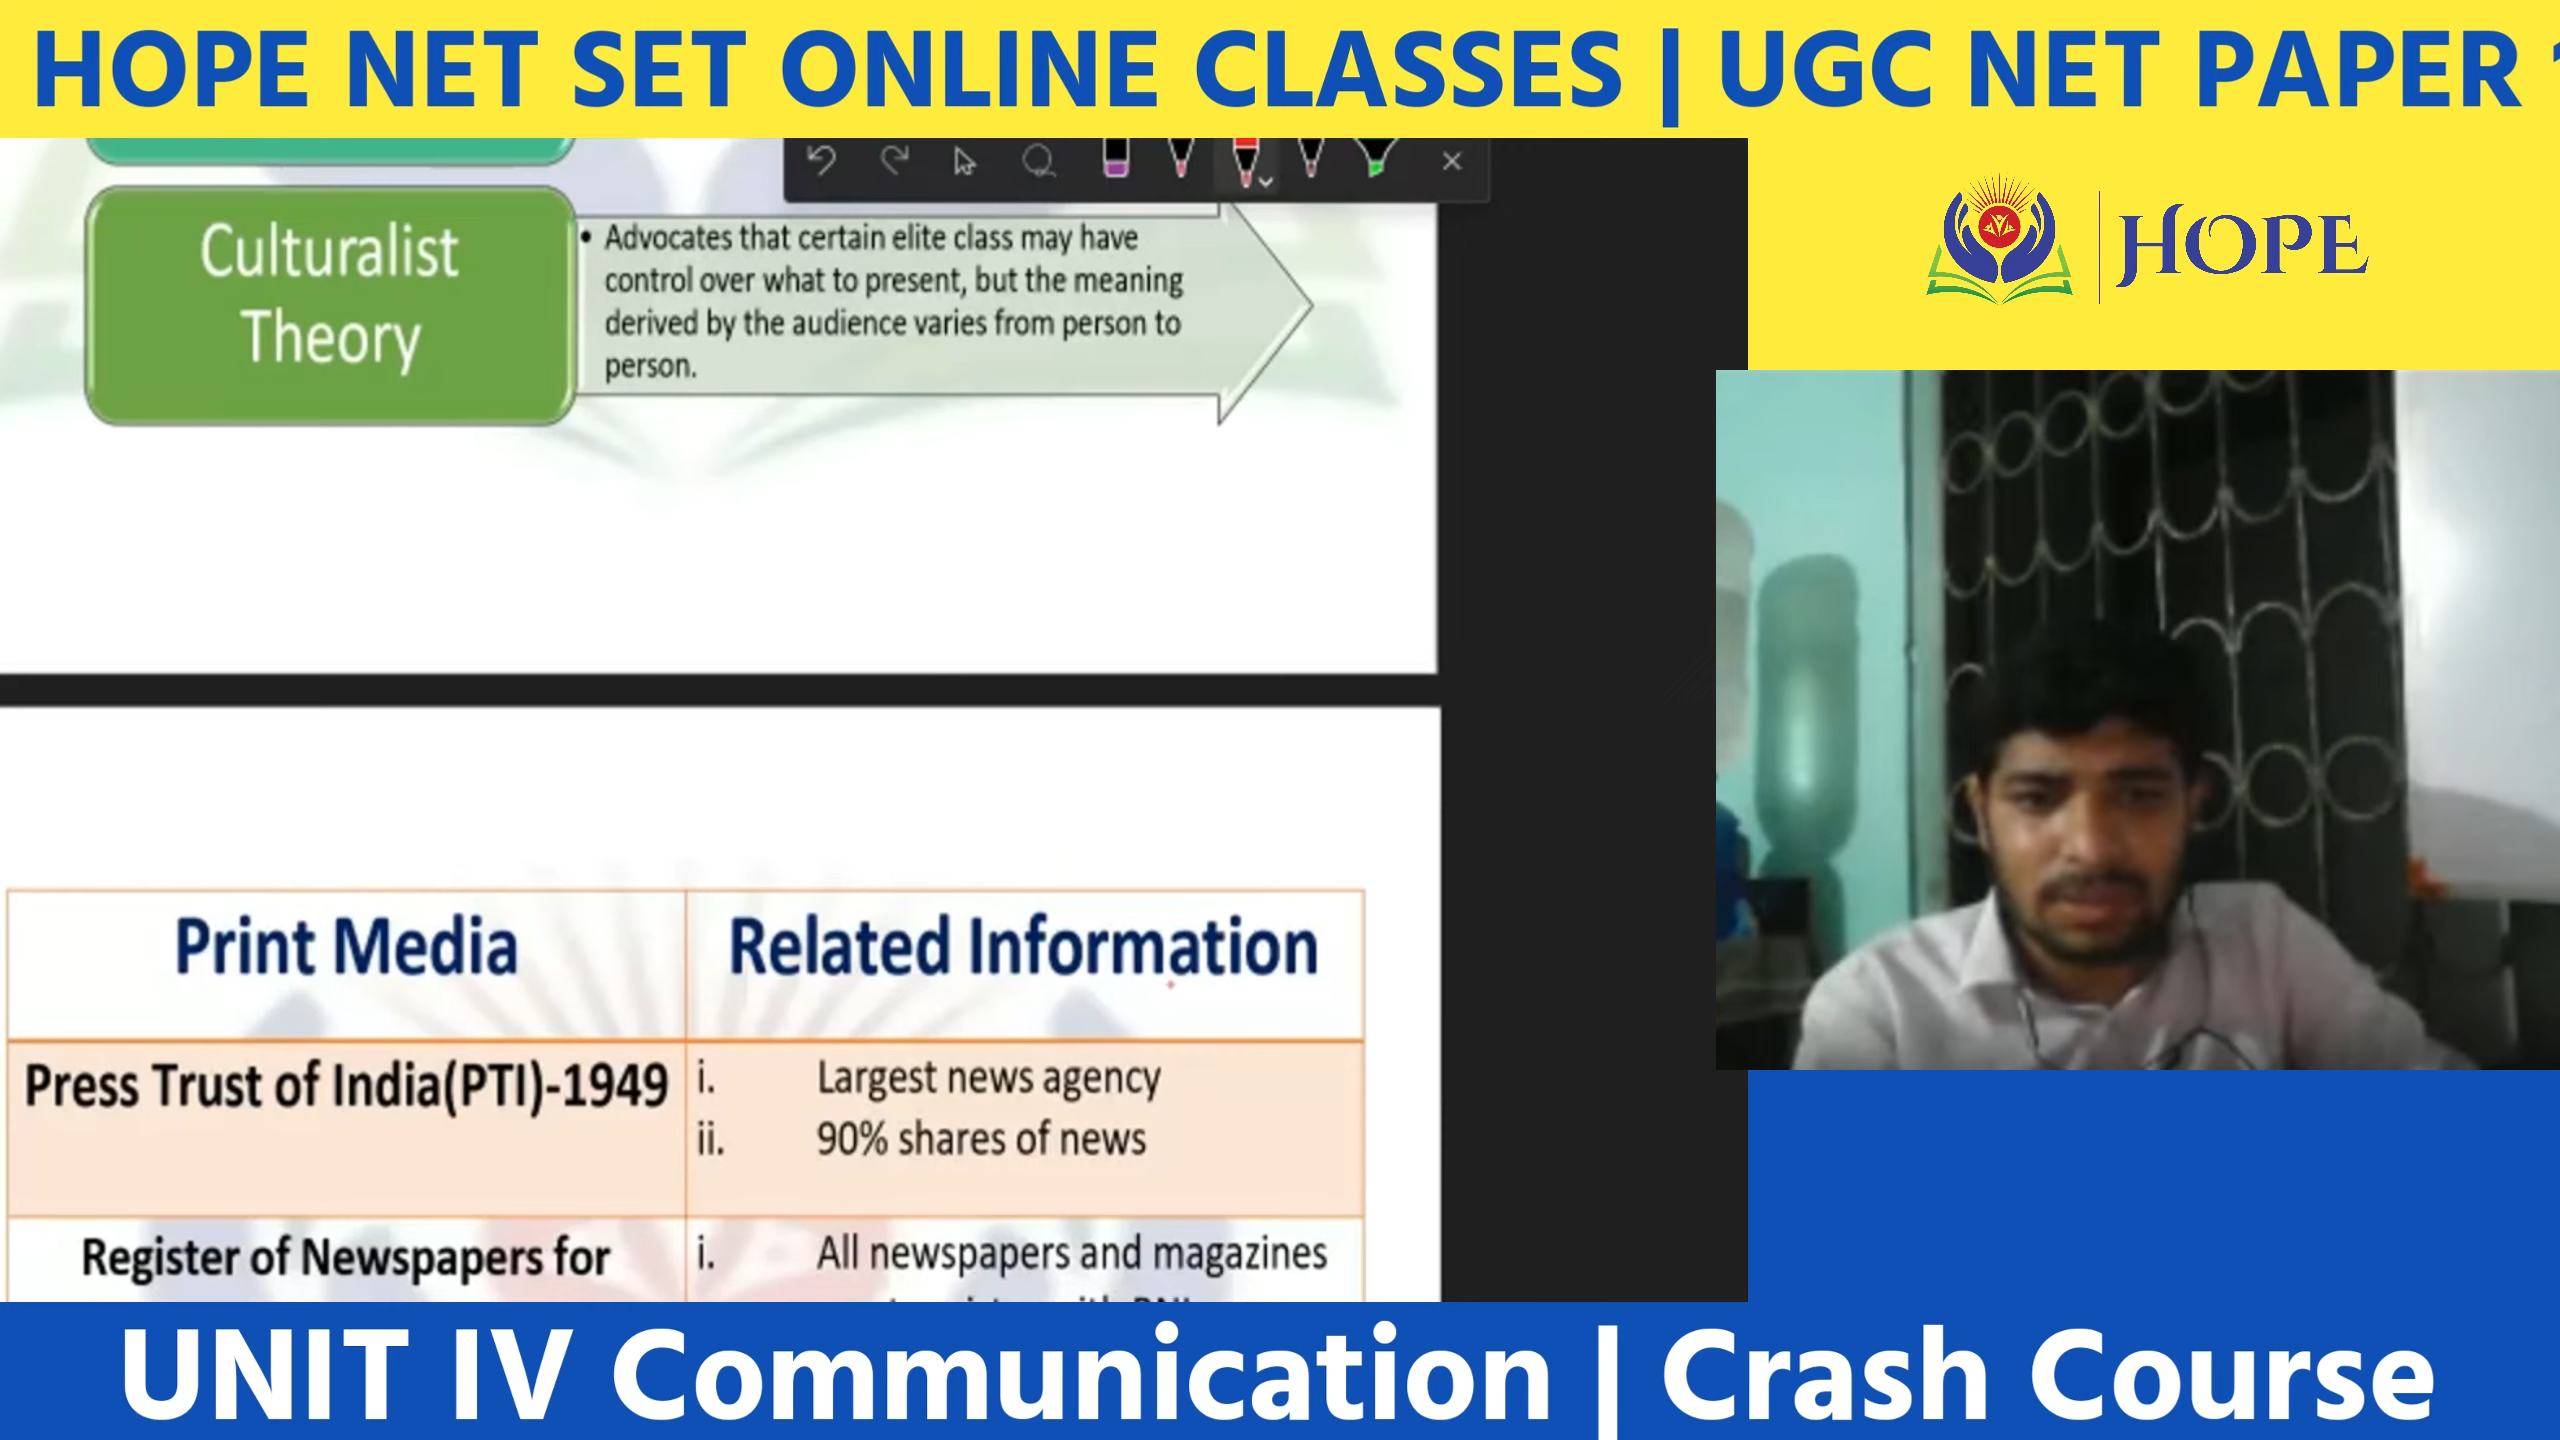 HOPE NET SET ONLINE CLASSES | UGC NET PAPER
HOPE
Culturalist
Theory
• Advocates that certain elite class may have
control over what to present, but the meaning
derived by the audience varies from person to
person.
Print Media
Related Information
Press Trust of India(PTI)-1949
i. Largest news agency
ii. 90% shares of news
Register of Newspapers for
i. All newspapers and magazines
UNIT IV Communication | Crash Course